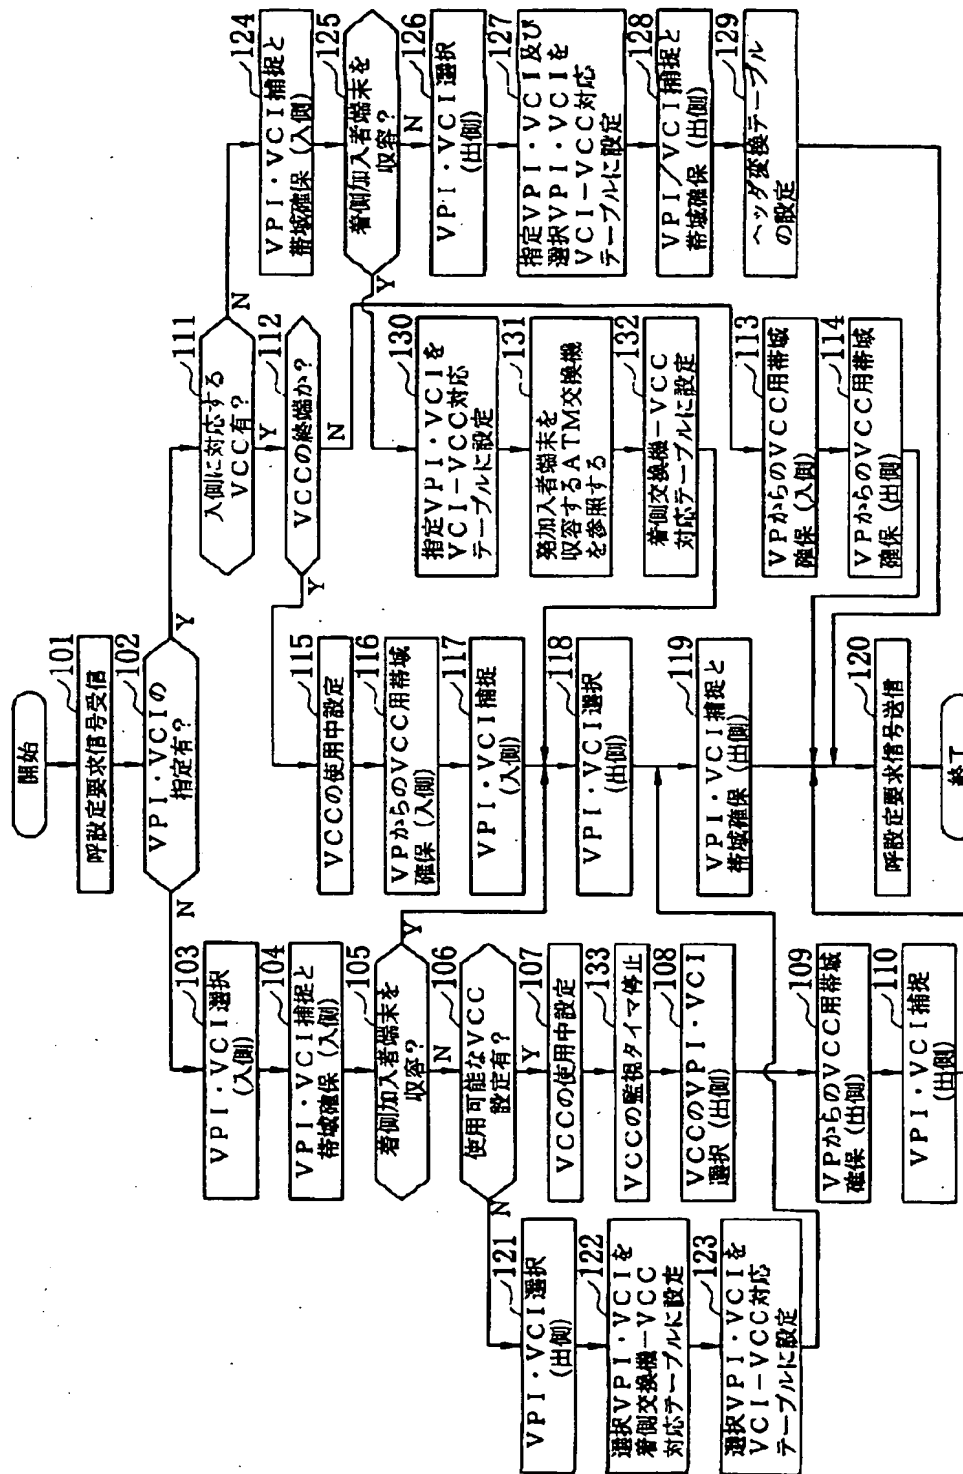 開始
101
呼設定要求信号受信
102
VPI・VCIの
指定有？
N
Y
103
VPI・VCI選択
(入側)
104
VPI・VCI捕捉と
帯域確保 (入側)
105
着側加入者端末を
収容？
Y
N
106
使用可能なVCC
設定有？
N
Y
107
VCCの使用中設定
133
VCCの監視タイマ停止
108
VCCのVPI・VCI
選択 (出側)
109
VPからのVCC用帯域
確保 (出側)
110
VPI・VCI捕捉
(出側)
121
VPI・VCI選択
(出側)
122
選択VPI・VCIを
着側交換機－VCC
対応テーブルに設定
123
選択VPI・VCIを
VCI－VCC対応
テーブルに設定
111
入側に対応する
VCC有？
N
Y
112
VCCの終端か？
Y
N
115
VCCの使用中設定
116
VPからのVCC用帯域
確保 (入側)
117
VPI・VCI捕捉
(入側)
118
VPI・VCI選択
(出側)
119
VPI・VCI捕捉と
帯域確保 (出側)
120
呼設定要求信号送信
終了
113
VPからのVCC用帯域
確保 (入側)
114
VPからのVCC用帯域
確保 (出側)
124
VPI・VCI捕捉と
帯域確保 (入側)
125
着側加入者端末を
収容？
Y
N
126
VPI・VCI選択
(出側)
127
指定VPI・VCI及び
選択VPI・VCIを
VCI－VCC対応
テーブルに設定
128
VPI／VCI捕捉と
帯域確保 (出側)
129
ヘッダ変換テーブル
の設定
130
指定VPI・VCIを
VCI－VCC対応
テーブルに設定
131
発加入者端末を
収容するATM交換機
を参照する
132
着側交換機－VCC
対応テーブルに設定